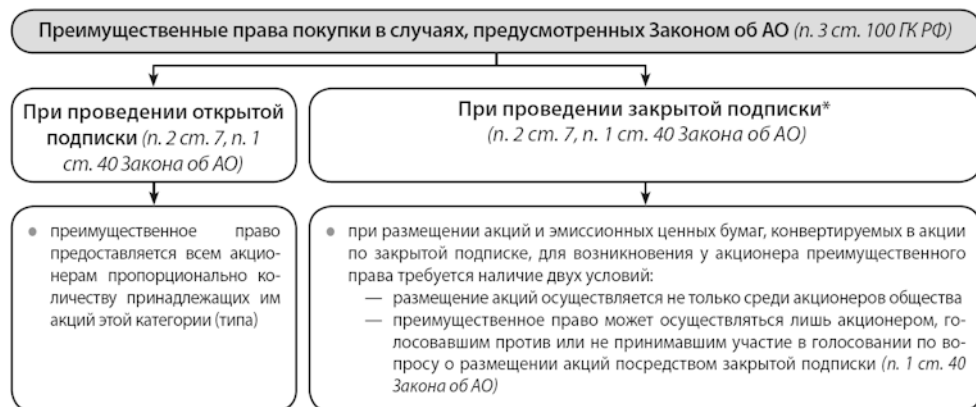 Преимущественные права покупки в случаях, предусмотренных Законом об АО (п. 3 ст. 100 ГК РФ)
При проведении открытой
подписки (п. 2 ст. 7, п. 1
ст. 40 Закона об АО)
При проведении закрытой подписки*
(п. 2 ст. 7, п. 1 ст. 40 Закона об АО)
• преимущественное право
предоставляется всем акцио-
нерам пропорционально ко-
личеству принадлежащих им
акций этой категории (типа)
• при размещении акций и эмиссионных ценных бумаг, конвертируемых в акции
по закрытой подписке, для возникновения у акционера преимущественного
права требуется наличие двух условий:
— размещение акций осуществляется не только среди акционеров общества
— преимущественное право может осуществляться лишь акционером, го-
лосовавшим против или не принимавшим участие в голосовании по во-
просу о размещении акций посредством закрытой подписки (п. 1 ст. 40
Закона об АО)